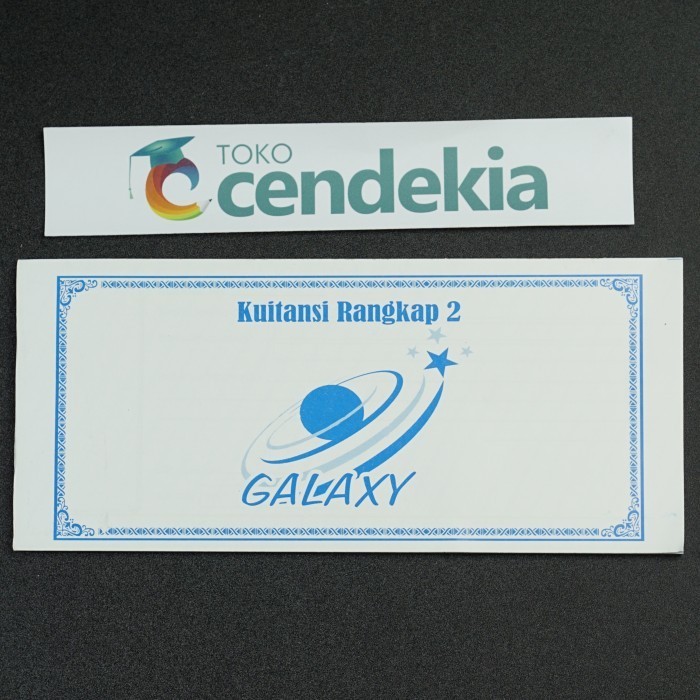 TOKO
cendekia
Kuitansi Rangkap 2
GALAXY